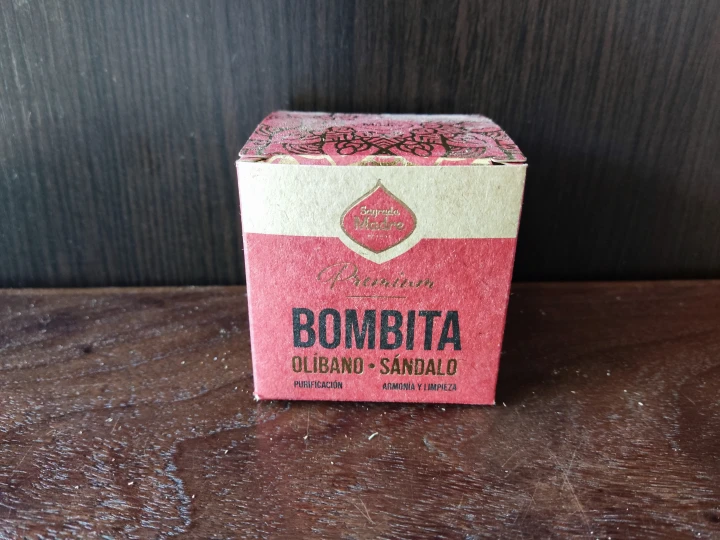 Sagrada
Madre
Premium
BOMBITA
OLÍBANO • SÁNDALO
PURIFICACIÓN ARMONÍA Y LIMPIEZA